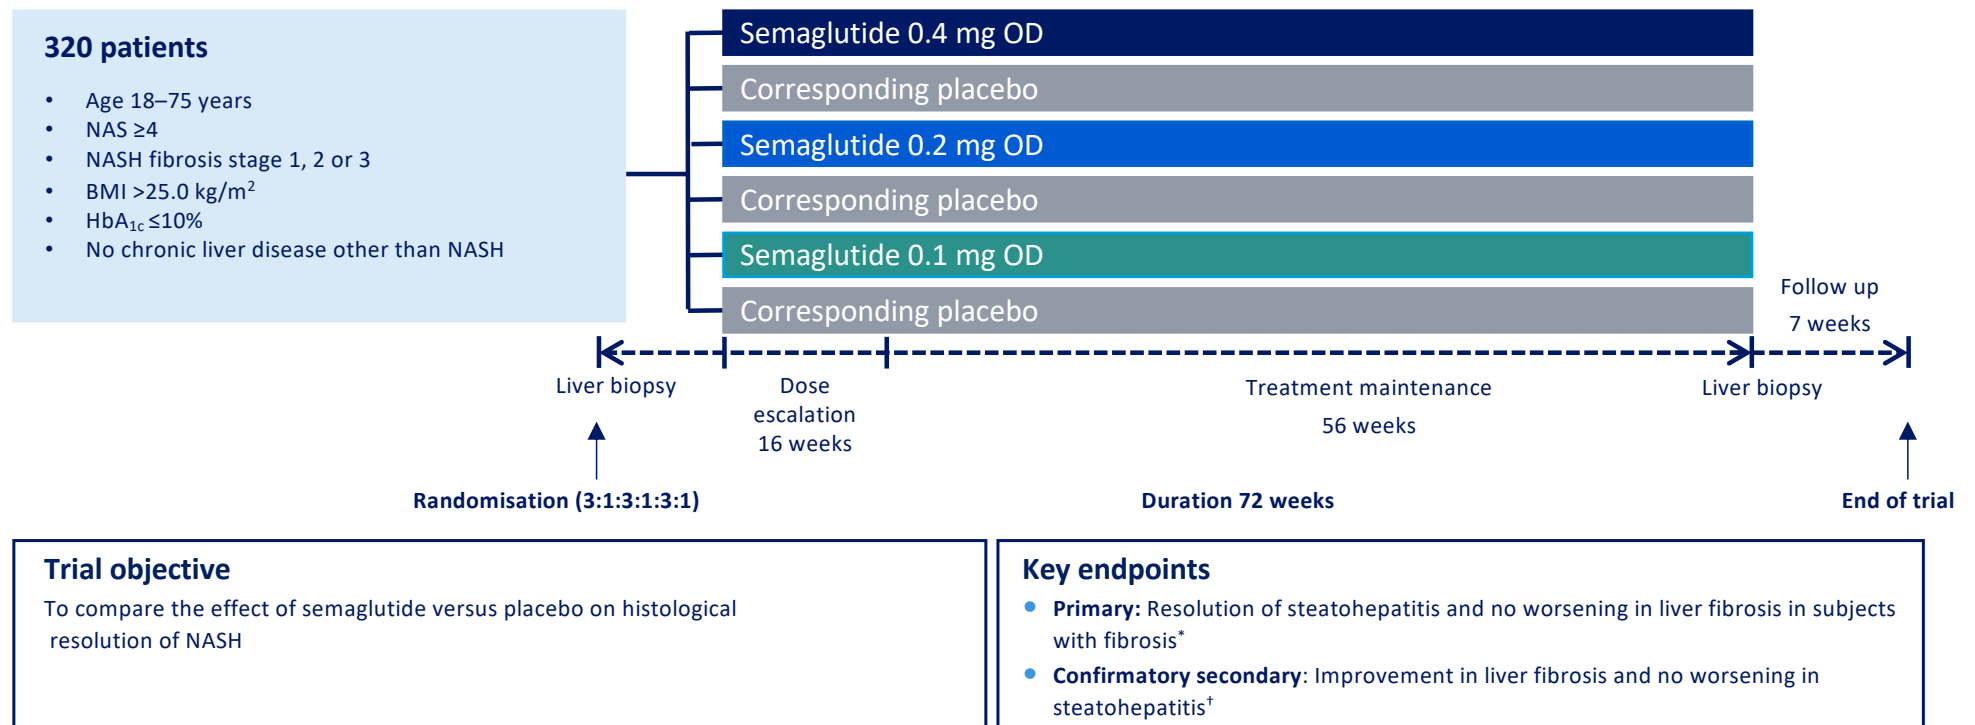 320 patients
• Age 18–75 years
• NAS ≥4
• NASH fibrosis stage 1, 2 or 3
• BMI >25.0 kg/m²
• HbA₁c ≤10%
• No chronic liver disease other than NASH
Semaglutide 0.4 mg OD
Corresponding placebo
Semaglutide 0.2 mg OD
Corresponding placebo
Semaglutide 0.1 mg OD
Corresponding placebo
Follow up
7 weeks
Liver biopsy
Dose
escalation
16 weeks
Treatment maintenance
56 weeks
Liver biopsy
Randomisation (3:1:3:1:3:1)
Duration 72 weeks
End of trial
Trial objective
To compare the effect of semaglutide versus placebo on histological
resolution of NASH
Key endpoints
• Primary: Resolution of steatohepatitis and no worsening in liver fibrosis in subjects
with fibrosis*
• Confirmatory secondary: Improvement in liver fibrosis and no worsening in
steatohepatitis†